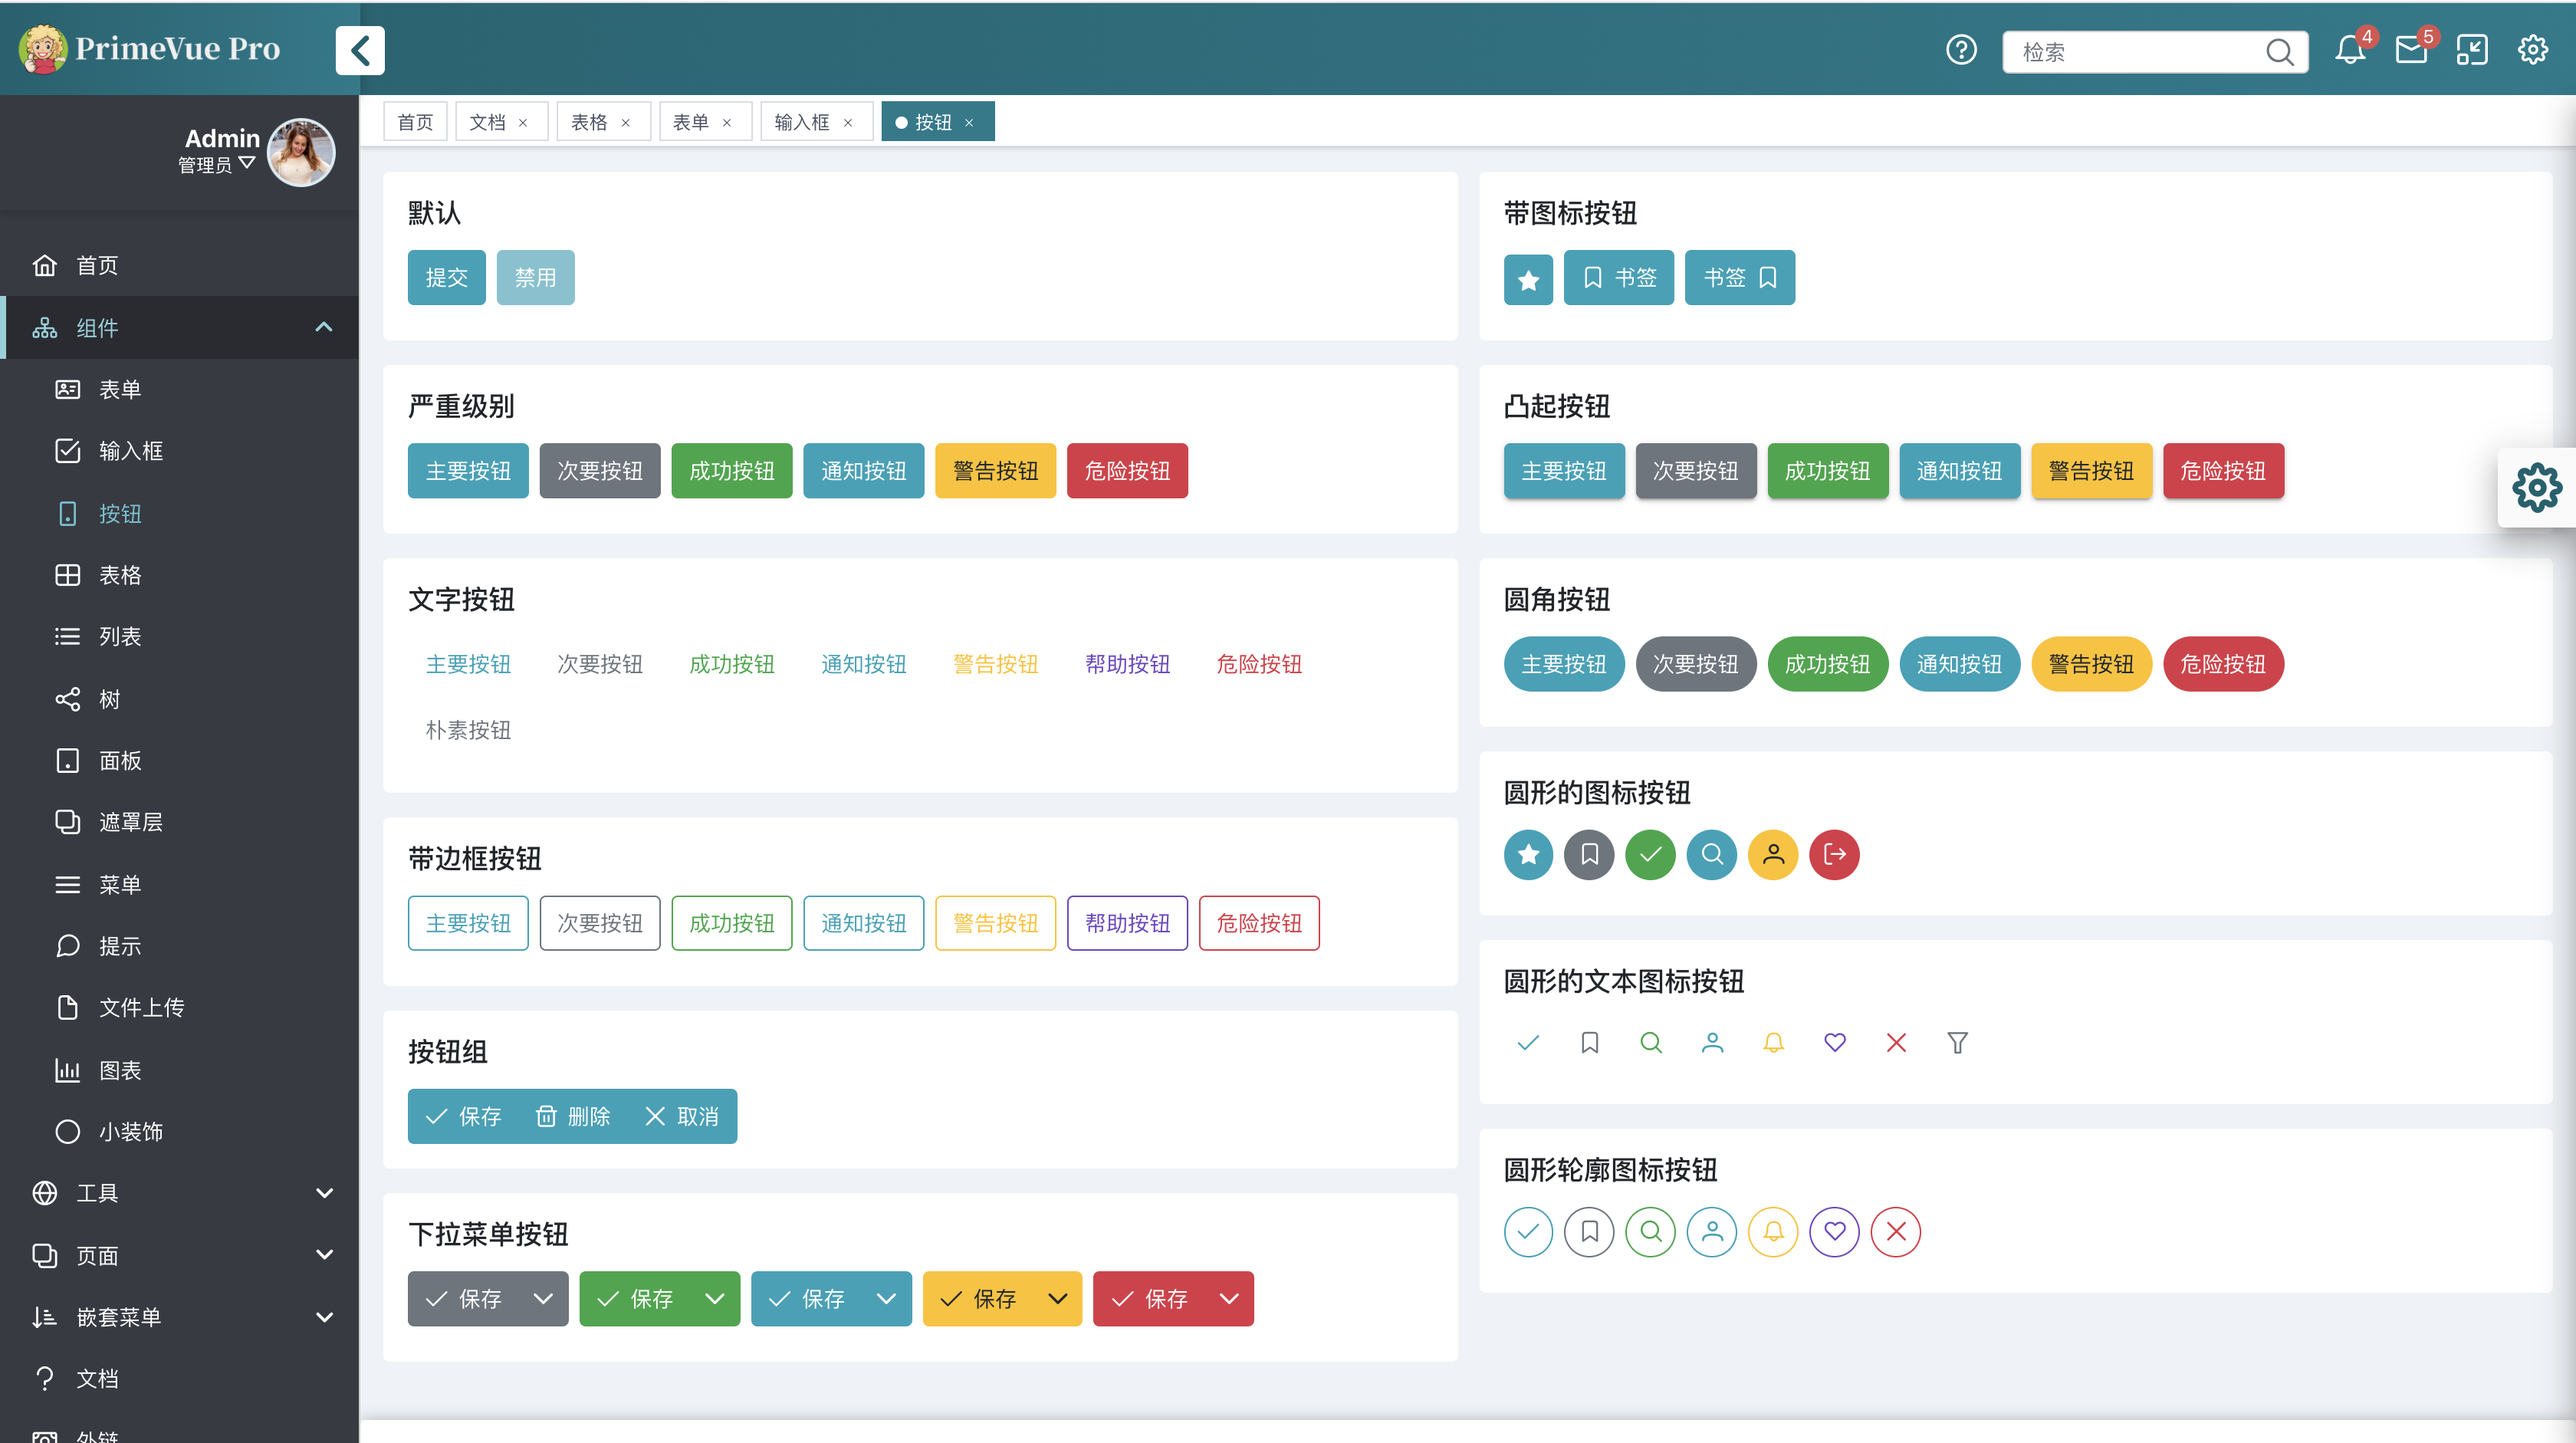 PrimeVue Pro
检索
4
5
Admin
管理员
首页
组件
表单
输入框
按钮
表格
列表
树
面板
遮罩层
菜单
提示
文件上传
图表
小装饰
工具
页面
嵌套菜单
文档
外链
首页 文档 × 表格 × 表单 × 输入框 × 按钮 ×
默认
提交 禁用
严重级别
主要按钮 次要按钮 成功按钮 通知按钮 警告按钮 危险按钮
文字按钮
主要按钮 次要按钮 成功按钮 通知按钮 警告按钮 帮助按钮 危险按钮
朴素按钮
带边框按钮
主要按钮 次要按钮 成功按钮 通知按钮 警告按钮 帮助按钮 危险按钮
按钮组
保存 删除 取消
下拉菜单按钮
保存 保存 保存 保存 保存
带图标按钮
书签 书签
凸起按钮
主要按钮 次要按钮 成功按钮 通知按钮 警告按钮 危险按钮
圆角按钮
主要按钮 次要按钮 成功按钮 通知按钮 警告按钮 危险按钮
圆形的图标按钮
圆形的文本图标按钮
圆形轮廓图标按钮